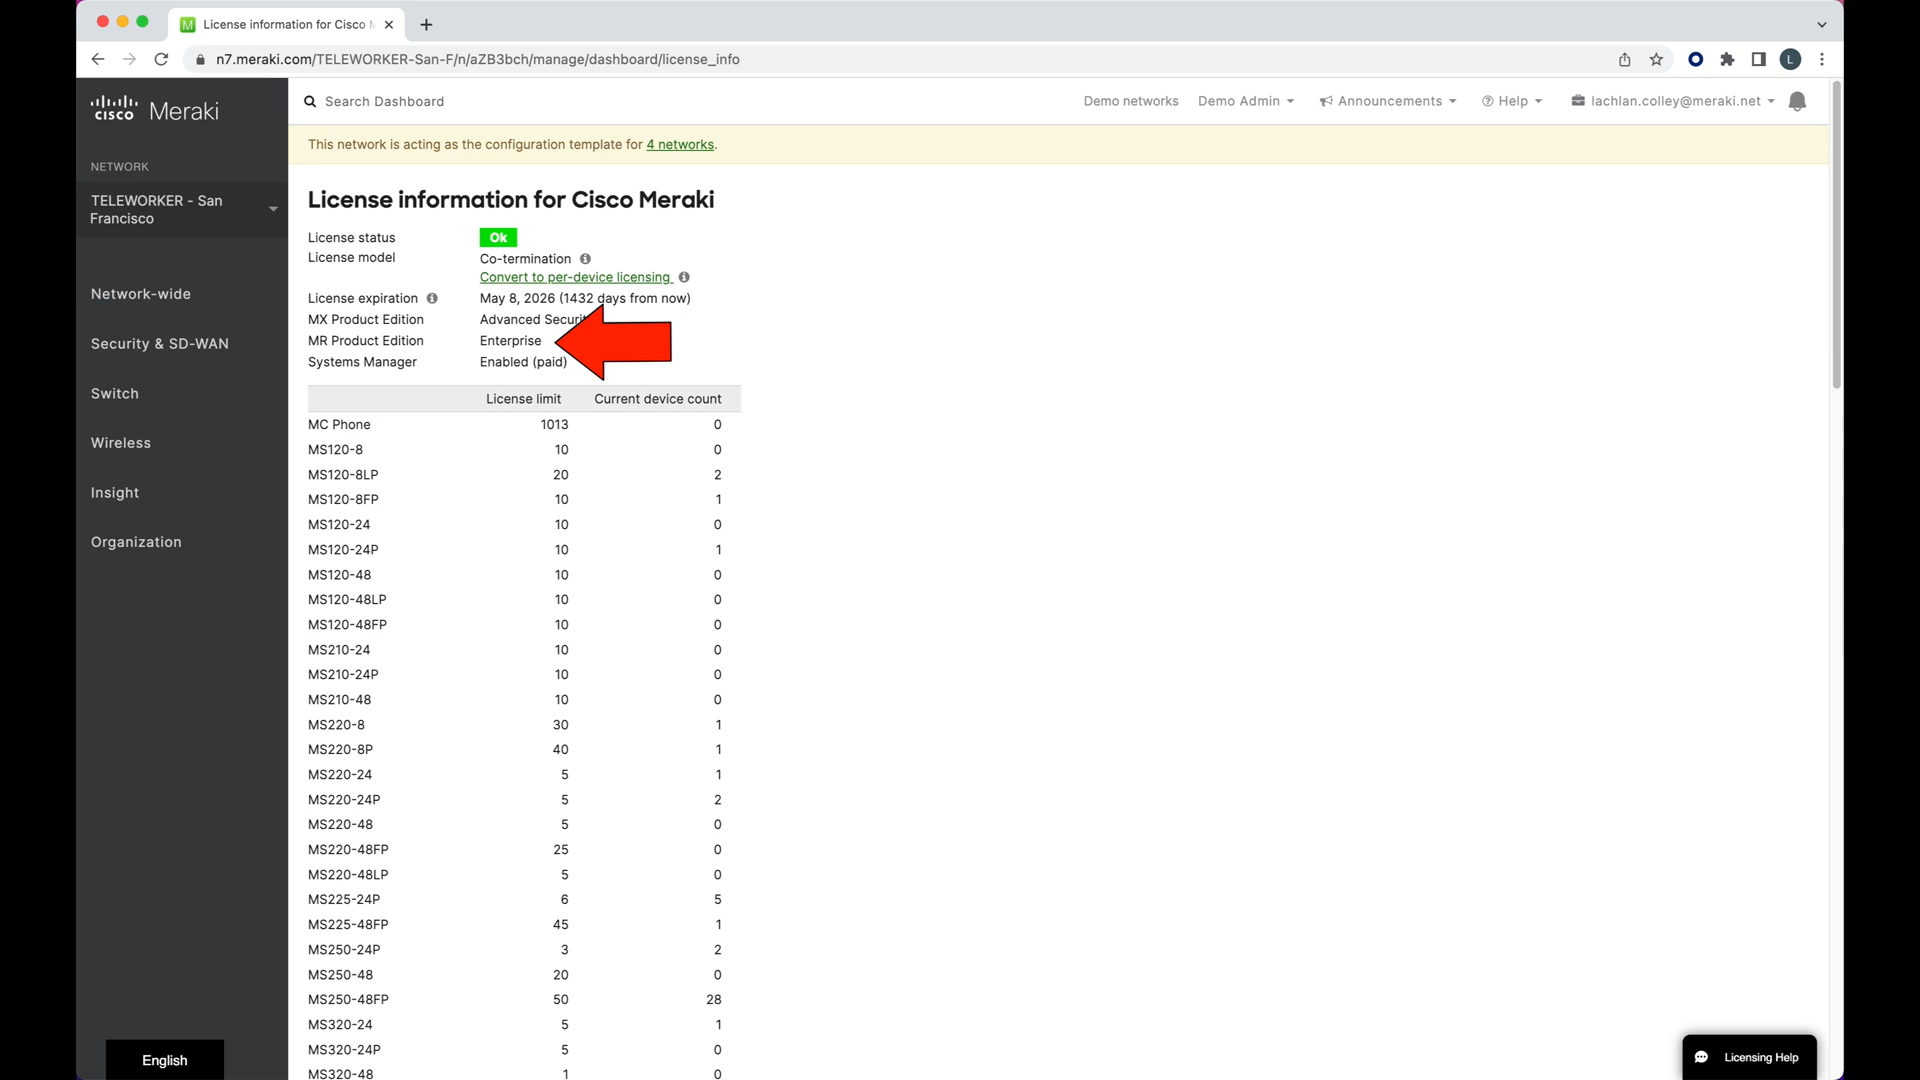 License information for Cisco M
n7.meraki.com/TELEWORKER-San-F/n/aZB3bch/manage/dashboard/license_info
L
cisco Meraki
Search Dashboard
Demo networks Demo Admin Announcements Help lachlan.colley@meraki.net
This network is acting as the configuration template for 4 networks.
NETWORK
TELEWORKER - San Francisco
Network-wide
Security & SD-WAN
Switch
Wireless
Insight
Organization
English
License information for Cisco Meraki
License status Ok
License model Co-termination
Convert to per-device licensing
License expiration May 8, 2026 (1432 days from now)
MX Product Edition Advanced Securit
MR Product Edition Enterprise
Systems Manager Enabled (paid)
License limit Current device count
MC Phone 1013 0
MS120-8 10 0
MS120-8LP 20 2
MS120-8FP 10 1
MS120-24 10 0
MS120-24P 10 1
MS120-48 10 0
MS120-48LP 10 0
MS120-48FP 10 0
MS210-24 10 0
MS210-24P 10 0
MS210-48 10 0
MS220-8 30 1
MS220-8P 40 1
MS220-24 5 1
MS220-24P 5 2
MS220-48 5 0
MS220-48FP 25 0
MS220-48LP 5 0
MS225-24P 6 5
MS225-48FP 45 1
MS250-24P 3 2
MS250-48 20 0
MS250-48FP 50 28
MS320-24 5 1
MS320-24P 5 0
MS320-48 1 0
Licensing Help